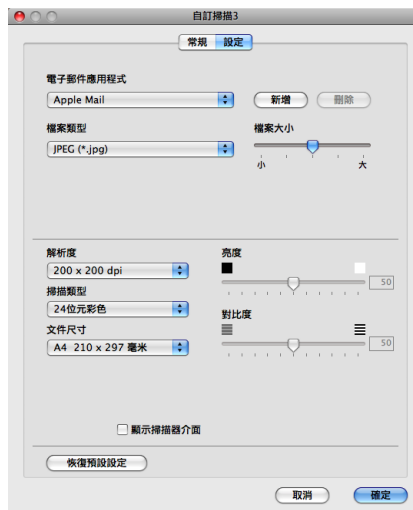 自訂掃描3
常規 設定
電子郵件應用程式
Apple Mail 新增 刪除
檔案類型 檔案大小
JPEG (*.jpg)
小 大
解析度 亮度
200 x 200 dpi
50
掃描類型
24位元彩色 對比度
文件尺寸
A4 210 x 297 毫米 50
顯示掃描器介面
恢復預設設定
取消 確定